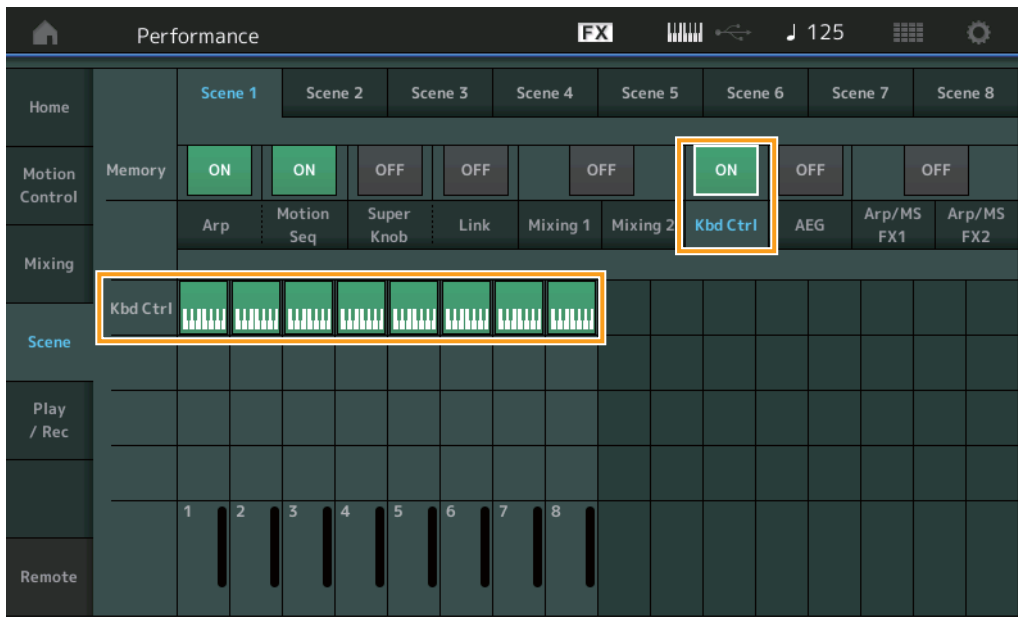 Performance FX 125
Scene 1 Scene 2 Scene 3 Scene 4 Scene 5 Scene 6 Scene 7 Scene 8
Home
Motion
Control
Mixing
Scene
Play
/ Rec
Remote
Memory ON ON OFF OFF OFF ON OFF OFF
Arp Motion Seq Super Knob Link Mixing 1 Mixing 2 Kbd Ctrl AEG Arp/MS FX1 Arp/MS FX2
Kbd Ctrl
1 2 3 4 5 6 7 8